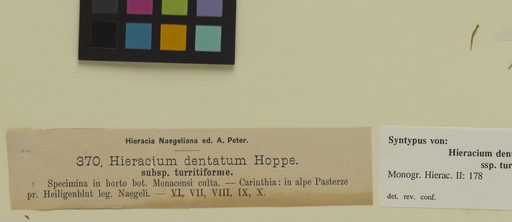 Hieracia Naegeliana ed. A. Peter.
370. Hieracium dentatum Hoppe.
subsp. turritiforme.
Specimina in horto bot. Monacensi culta. — Carinthia: in alpe Pasterze
pr. Heiligenblut leg. Naegeli. — XI, VII, VIII, IX, X.
Syntypus von:
Hieracium den
ssp. tur
Monogr. Hierac. II: 178
det. rev. conf.